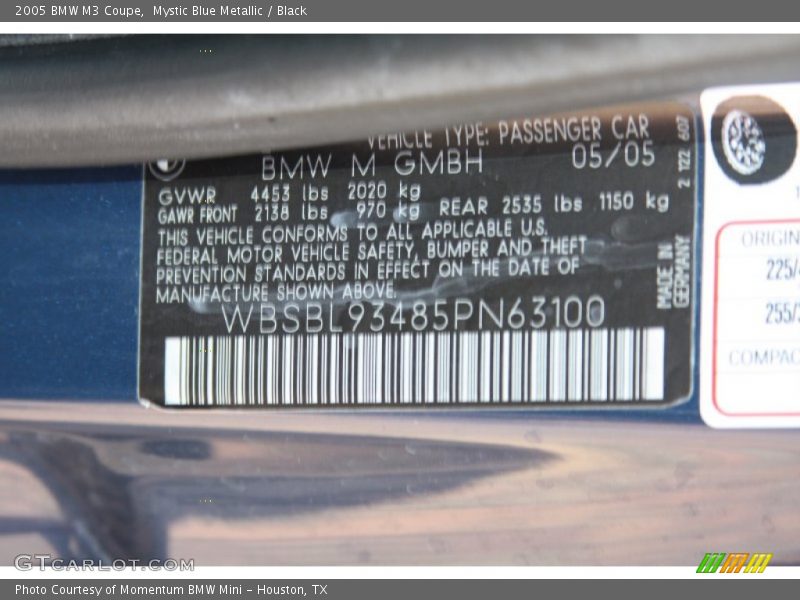 2005 BMW M3 Coupe, Mystic Blue Metallic / Black
VEHICLE TYPE: PASSENGER CAR
BMW M GMBH 05/05
GVWR 4453 lbs 2020 kg
GAWR FRONT 2138 lbs 970 kg REAR 2535 lbs 1150 kg
THIS VEHICLE CONFORMS TO ALL APPLICABLE U.S.
FEDERAL MOTOR VEHICLE SAFETY, BUMPER AND THEFT
PREVENTION STANDARDS IN EFFECT ON THE DATE OF
MANUFACTURE SHOWN ABOVE.
WBSBL93485PN63100
2 122 607
MADE IN
GERMANY
ORIGIN
225/
255/
COMPAC
GTCARLOT.COM
Photo Courtesy of Momentum BMW Mini - Houston, TX